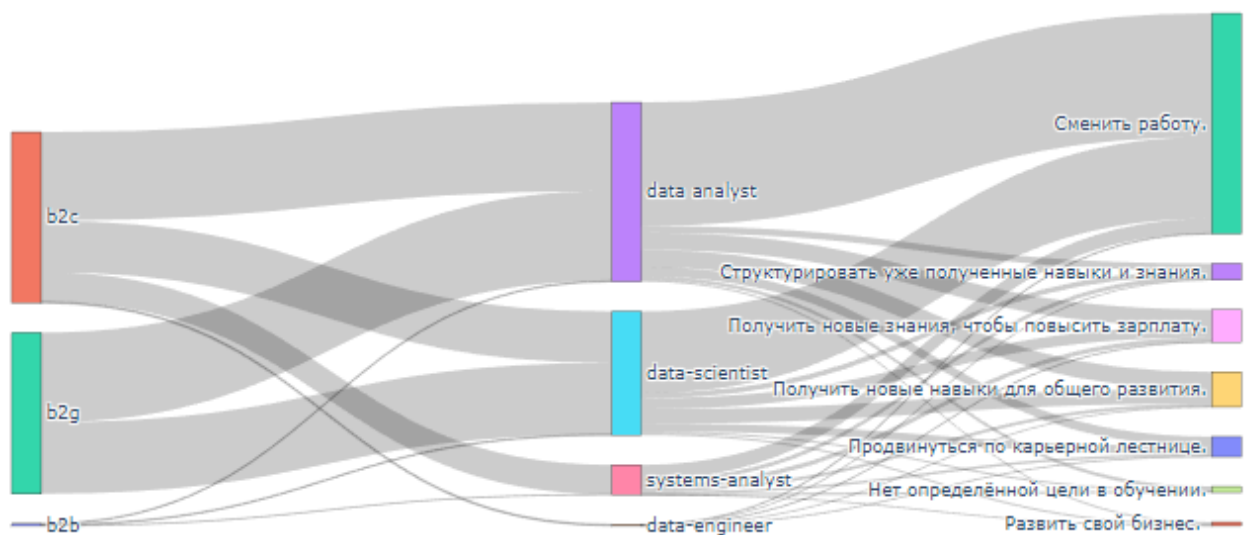 b2c
b2g
b2b
data analyst
data-scientist
systems-analyst
data-engineer
Сменить работу.
Структурировать уже полученные навыки и знания.
Получить новые знания, чтобы повысить зарплату.
Получить новые навыки для общего развития.
Продвинуться по карьерной лестнице.
Нет определённой цели в обучении.
Развить свой бизнес.